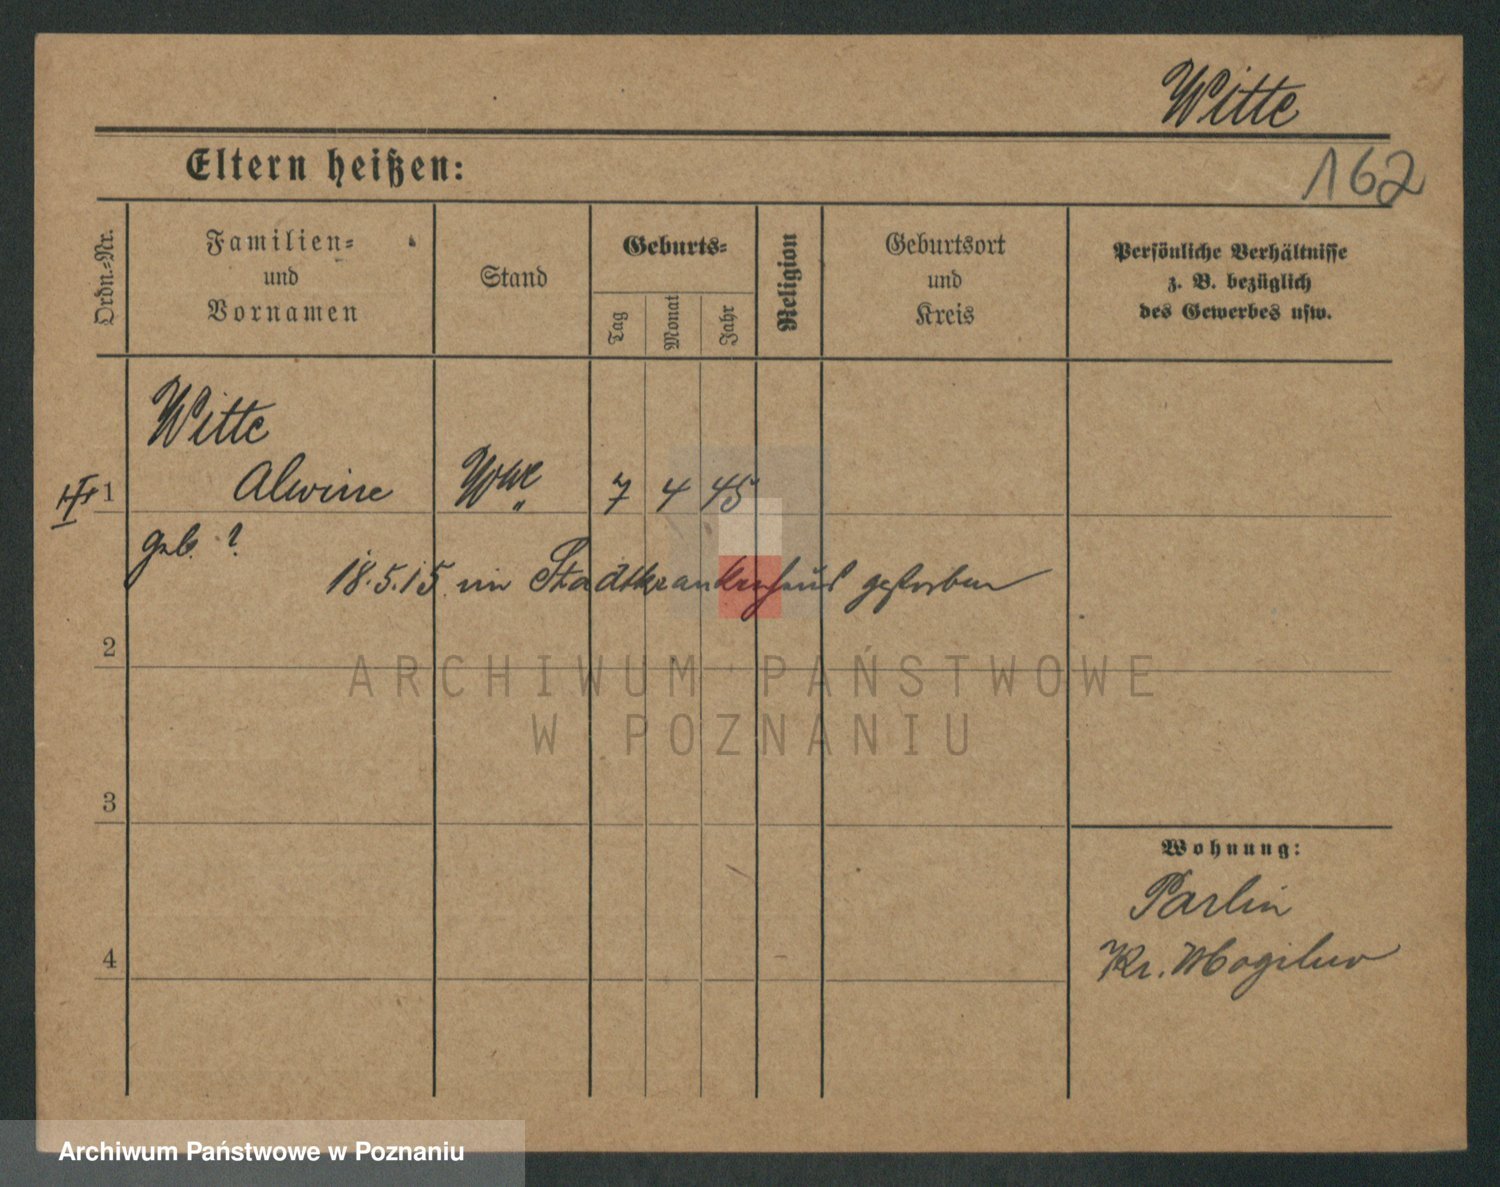 Witte
Eltern heißen:
162
Ordn.-Nr.
Familien-
und
Vornamen
Stand
Geburts-
Tag
Monat
Jahr
Religion
Geburtsort
und
Kreis
Persönliche Verhältnisse
z. B. bezüglich
des Gewerbes usw.
Witte
1 Alwine Wwe 7 4 45
geb. ?
18.5.15 im Stadtkrankenhaus gestorben
2
ARCHIWUM PAŃSTWOWE
W POZNANIU
3
Wohnung:
Parlin
Kr. Mogilno
4
Archiwum Państwowe w Poznaniu